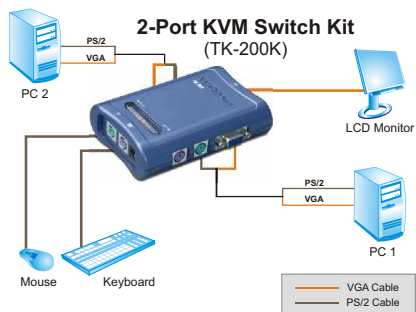 2-Port KVM Switch Kit
(TK-200K)
PS/2
VGA
PC 2
LCD Monitor
PS/2
VGA
PC 1
Mouse
Keyboard
VGA Cable
PS/2 Cable